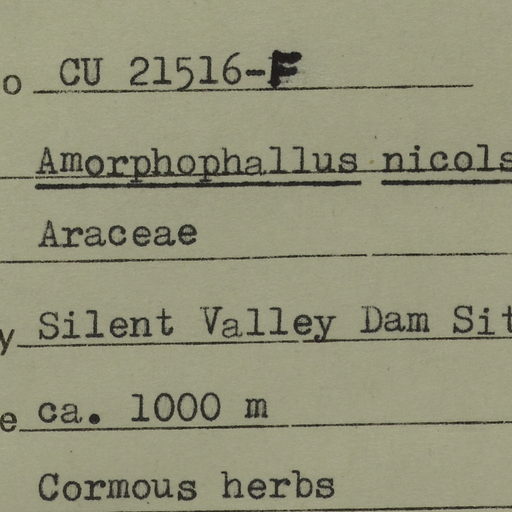 o CU 21516-F
Amorphophallus nicols
Araceae
y Silent Valley Dam Sit
e ca. 1000 m
Cormous herbs